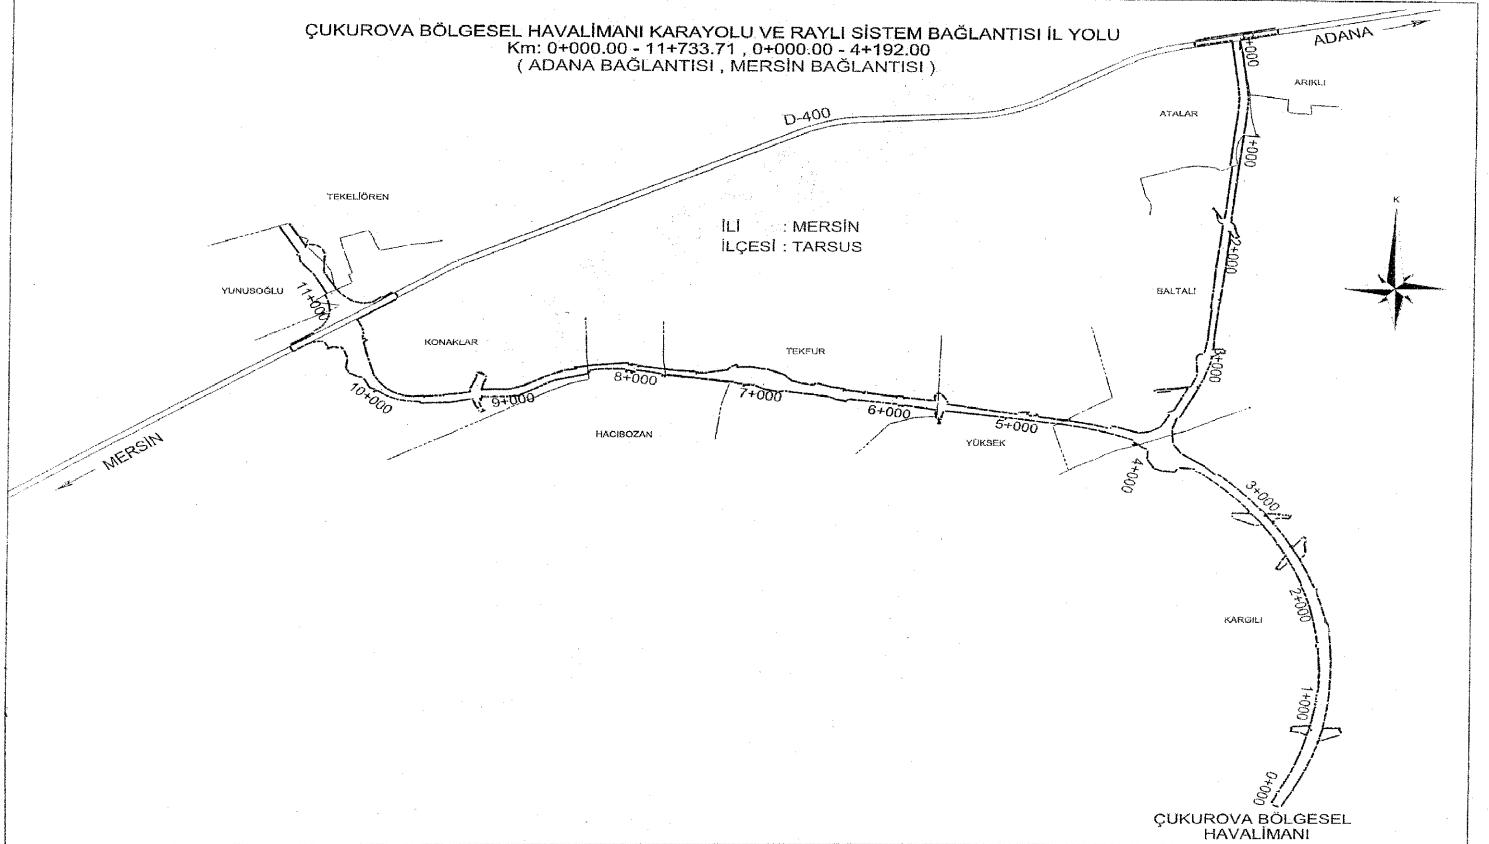 ÇUKUROVA BÖLGESEL HAVALİMANI KARAYOLU VE RAYLI SİSTEM BAĞLANTISI İL YOLU
Km: 0+000.00 - 11+733.71 , 0+000.00 - 4+192.00
( ADANA BAĞLANTISI , MERSİN BAĞLANTISI )
ADANA
ARIKLI
D-400
ATALAR
1+000
K
TEKELİÖREN
İLİ : MERSİN
İLÇESİ : TARSUS
2+000
YUNUSOĞLU
11+000
BALTALI
KONAKLAR
TEKFUR
3+000
8+000
7+000
10+000
9+000
6+000
5+000
HACIBOZAN
YÜKSEK
MERSİN
4+000
3+000
2+000
KARGILI
1+000
0+000
ÇUKUROVA BÖLGESEL
HAVALİMANI